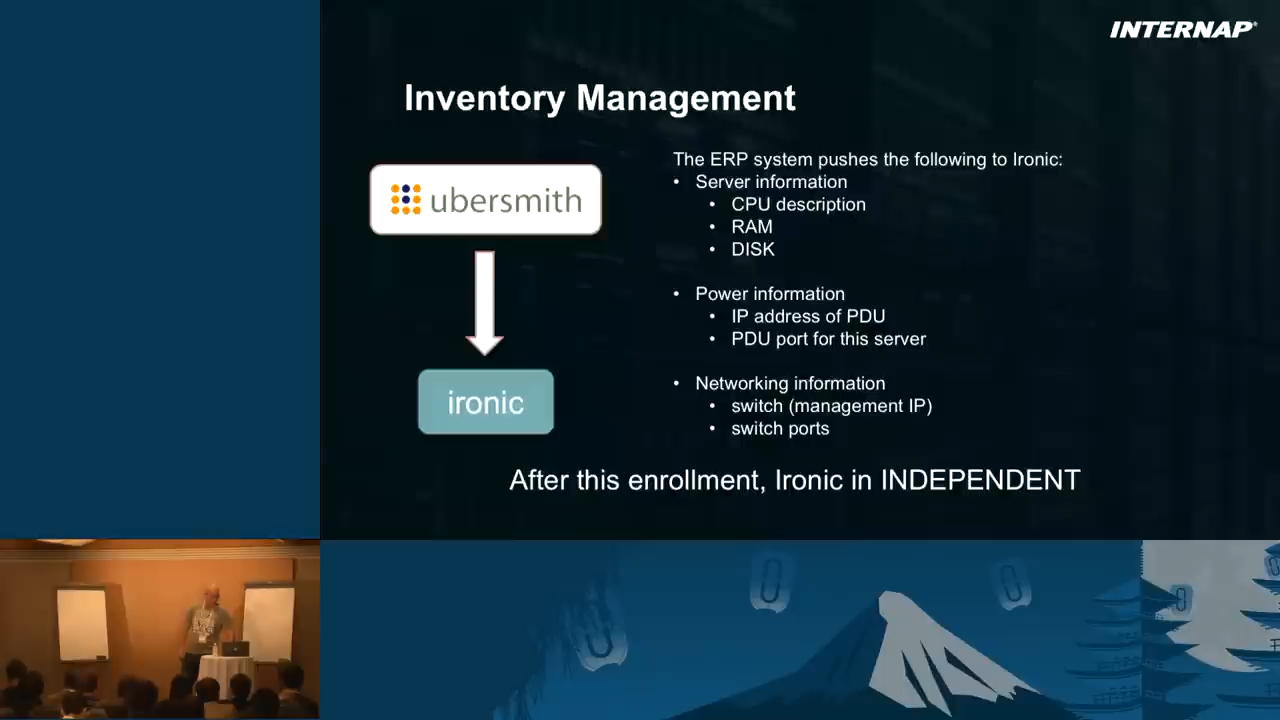 INTERNAP
Inventory Management
ubersmith
ironic
The ERP system pushes the following to Ironic:
• Server information
• CPU description
• RAM
• DISK
• Power information
• IP address of PDU
• PDU port for this server
• Networking information
• switch (management IP)
• switch ports
After this enrollment, Ironic in INDEPENDENT